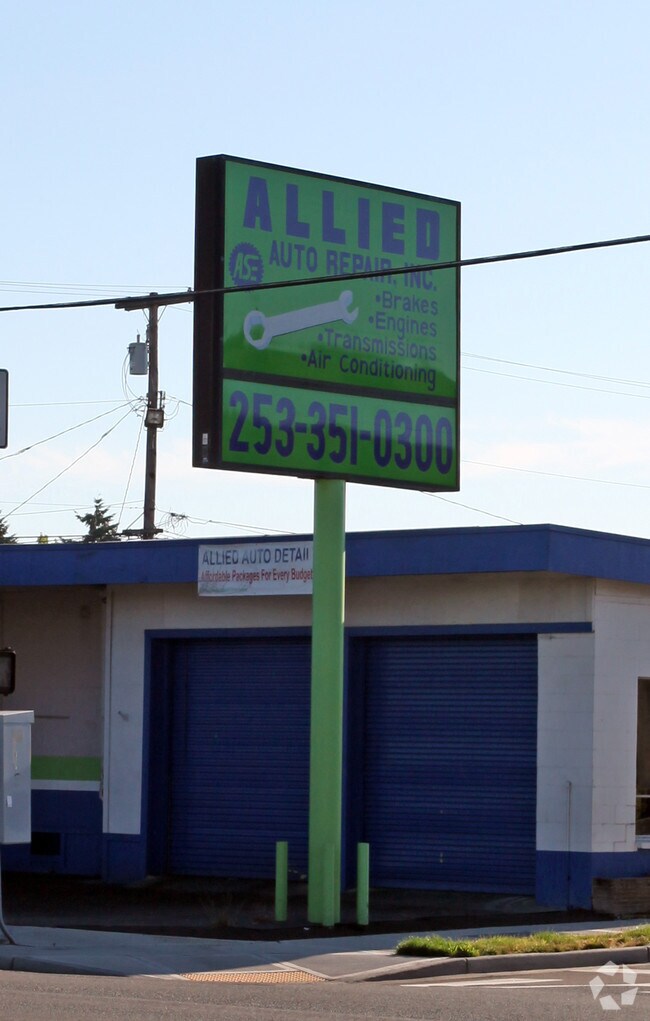 ALLIED
ASE
AUTO REPAIR, INC.
•Brakes
•Engines
•Transmissions
•Air Conditioning
253-351-0300
ALLIED AUTO DETAIL
Affordable Packages For Every Budget